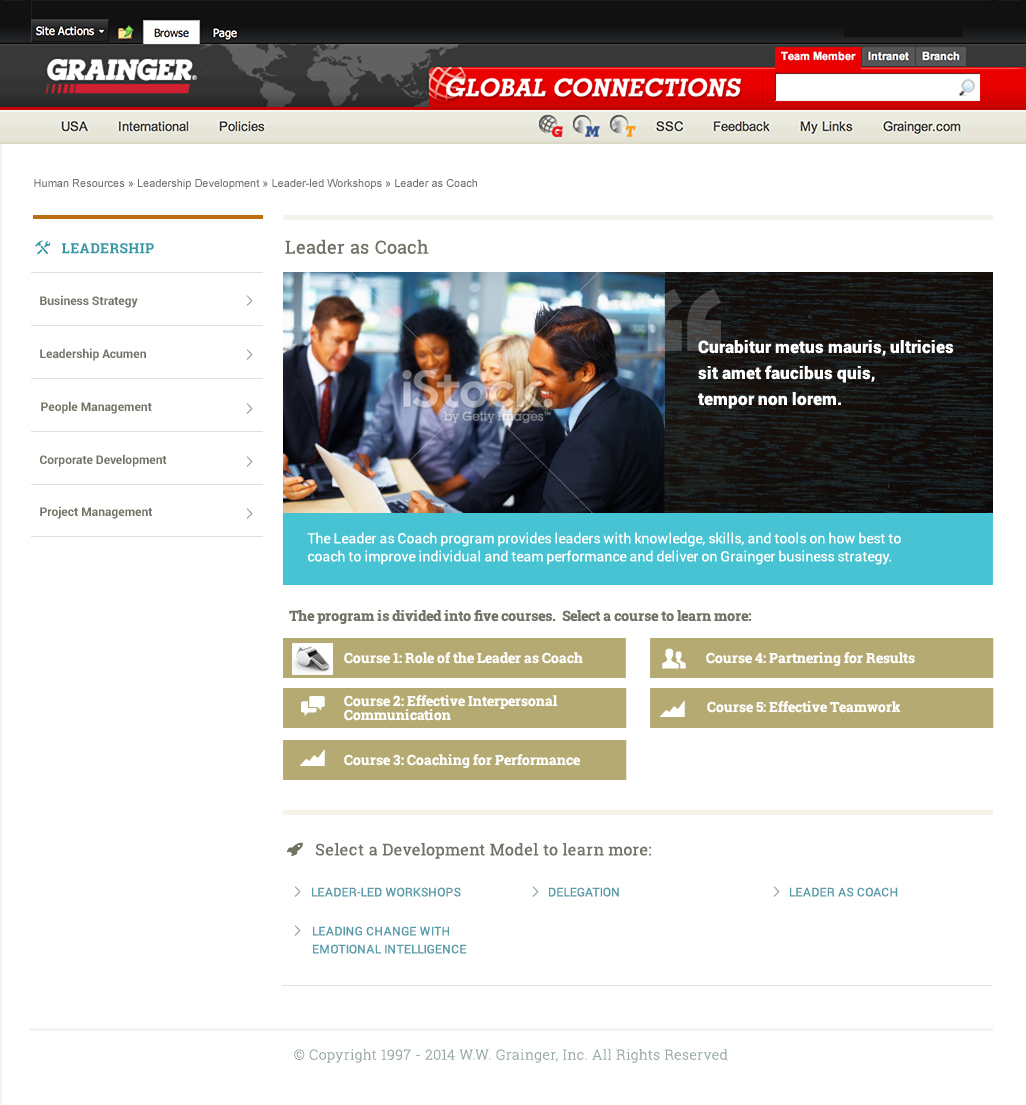 Site Actions
Browse
Page
GRAINGER®
GLOBAL CONNECTIONS
Team Member
Intranet
Branch
USA
International
Policies
G
M
T
SSC
Feedback
My Links
Grainger.com
Human Resources » Leadership Development » Leader-led Workshops » Leader as Coach
LEADERSHIP
Business Strategy
Leadership Acumen
People Management
Corporate Development
Project Management
Leader as Coach
iStock.
by Getty Images™
“
Curabitur metus mauris, ultricies
sit amet faucibus quis,
tempor non lorem.
The Leader as Coach program provides leaders with knowledge, skills, and tools on how best to
coach to improve individual and team performance and deliver on Grainger business strategy.
The program is divided into five courses.  Select a course to learn more:
Course 1: Role of the Leader as Coach
Course 2: Effective Interpersonal
Communication
Course 3: Coaching for Performance
Course 4: Partnering for Results
Course 5: Effective Teamwork
Select a Development Model to learn more:
LEADER-LED WORKSHOPS
DELEGATION
LEADER AS COACH
LEADING CHANGE WITH
EMOTIONAL INTELLIGENCE
© Copyright 1997 - 2014 W.W. Grainger, Inc. All Rights Reserved